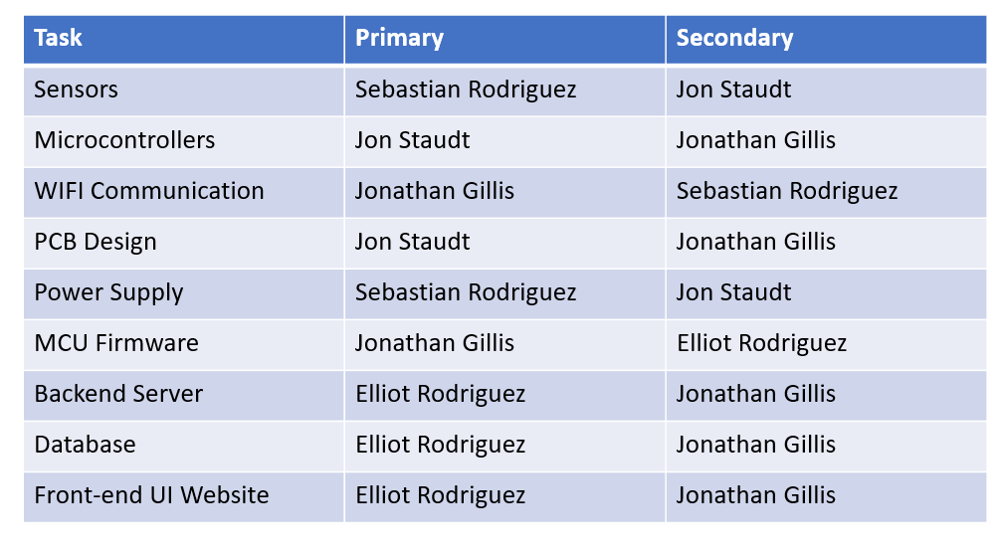 Task Primary Secondary
Sensors Sebastian Rodriguez Jon Staudt
Microcontrollers Jon Staudt Jonathan Gillis
WIFI Communication Jonathan Gillis Sebastian Rodriguez
PCB Design Jon Staudt Jonathan Gillis
Power Supply Sebastian Rodriguez Jon Staudt
MCU Firmware Jonathan Gillis Elliot Rodriguez
Backend Server Elliot Rodriguez Jonathan Gillis
Database Elliot Rodriguez Jonathan Gillis
Front-end UI Website Elliot Rodriguez Jonathan Gillis